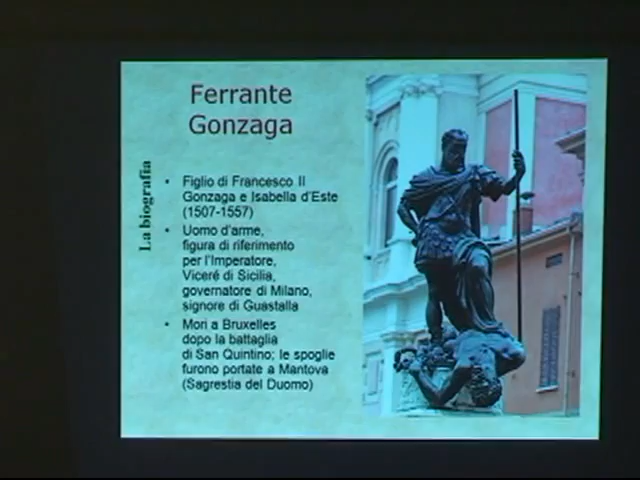 Ferrante
Gonzaga
La biografia
• Figlio di Francesco II
Gonzaga e Isabella d'Este
(1507-1557)
• Uomo d'arme,
figura di riferimento
per l'Imperatore,
Viceré di Sicilia,
governatore di Milano,
signore di Guastalla
• Morì a Bruxelles
dopo la battaglia
di San Quintino; le spoglie
furono portate a Mantova
(Sagrestia del Duomo)